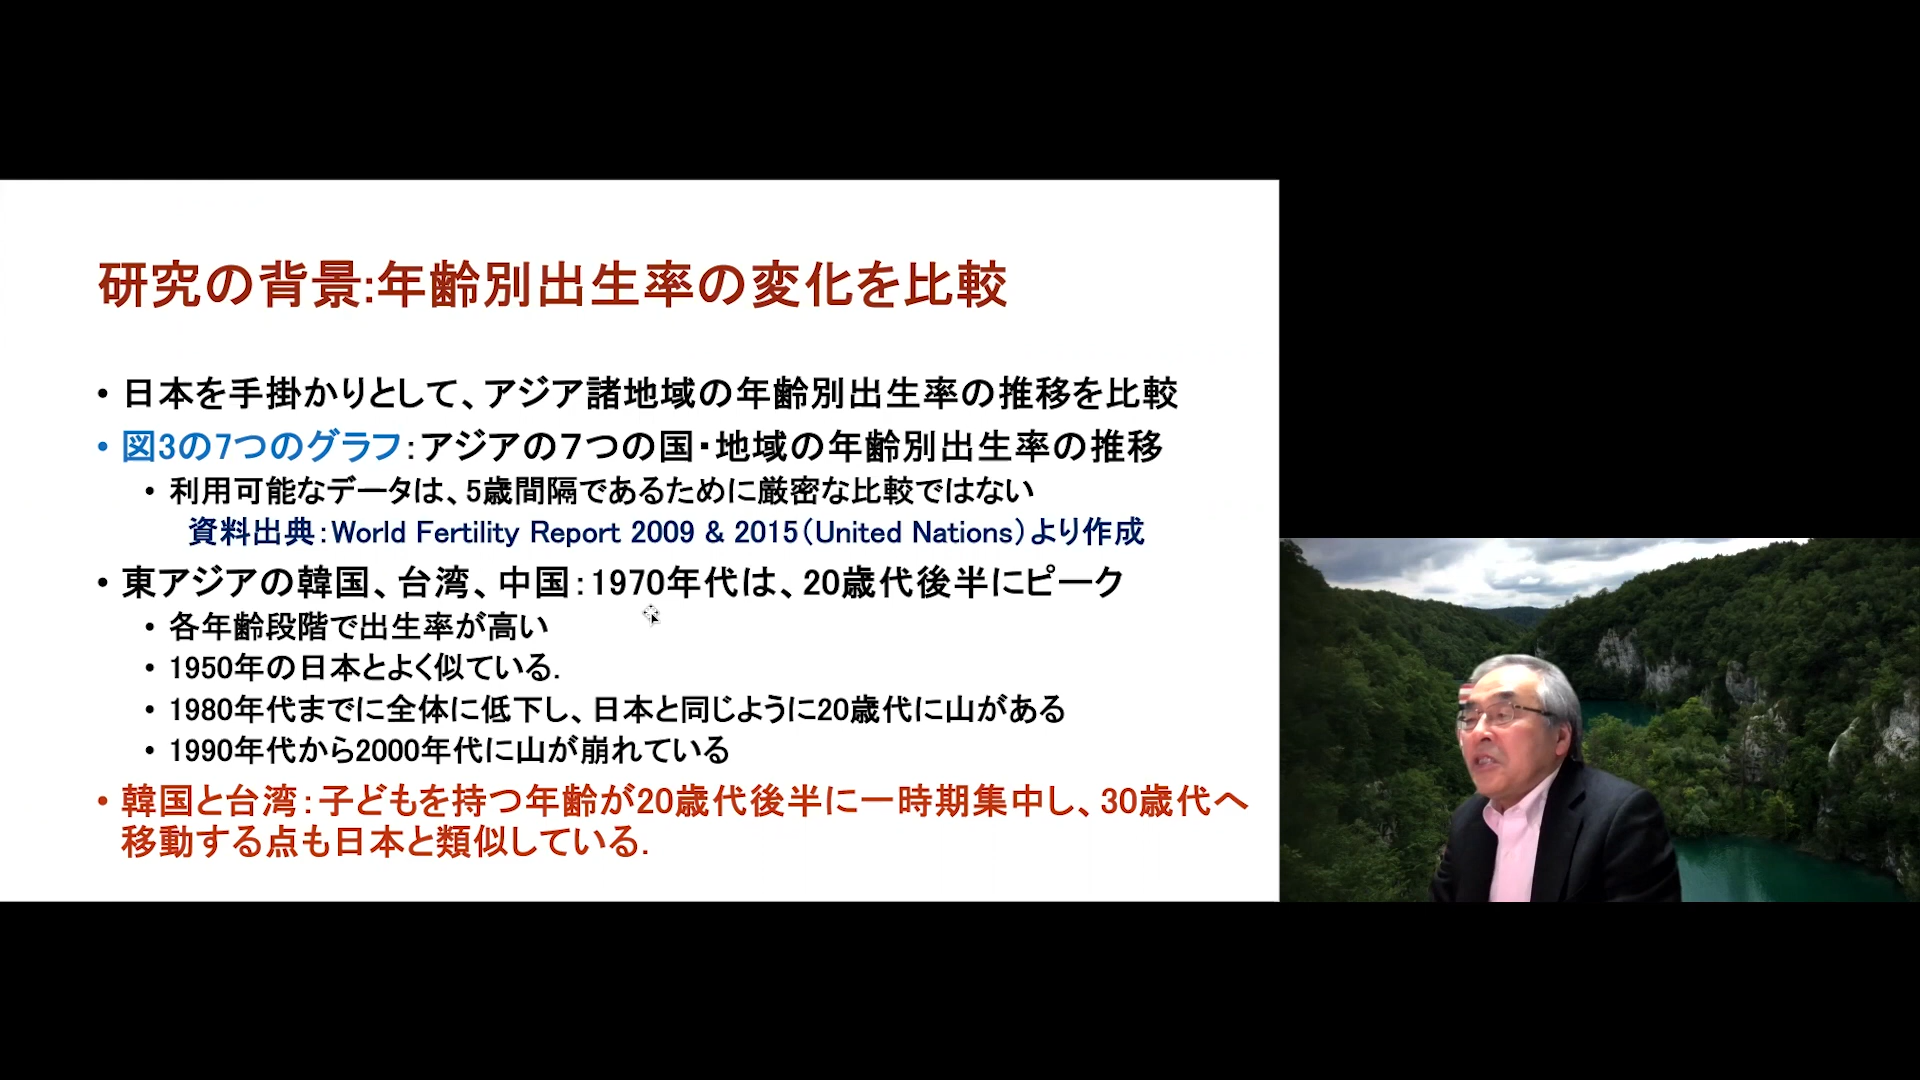 研究の背景:年齢別出生率の変化を比較
• 日本を手掛かりとして、アジア諸地域の年齢別出生率の推移を比較
• 図3の7つのグラフ：アジアの７つの国・地域の年齢別出生率の推移
• 利用可能なデータは、5歳間隔であるために厳密な比較ではない
資料出典：World Fertility Report 2009 & 2015（United Nations）より作成
• 東アジアの韓国、台湾、中国：1970年代は、20歳代後半にピーク
• 各年齢段階で出生率が高い
• 1950年の日本とよく似ている.
• 1980年代までに全体に低下し、日本と同じように20歳代に山がある
• 1990年代から2000年代に山が崩れている
• 韓国と台湾：子どもを持つ年齢が20歳代後半に一時期集中し、30歳代へ
移動する点も日本と類似している.